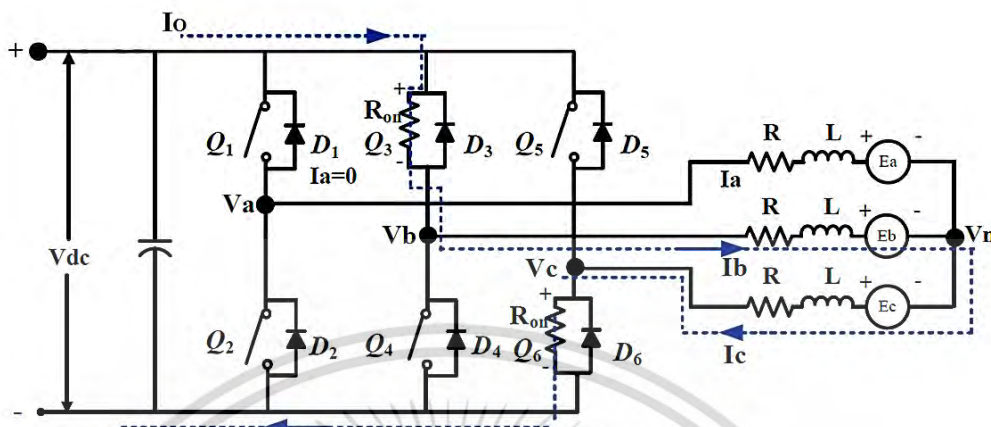 Io
+
+
Ron
Q1
D1
Q3
D3
Q5
D5
-
Ia=0
R
L
+
-
Ea
Ia
Va
R
L
+
-
Vb
Eb
Vn
Ib
Vdc
Vc
R
L
+
-
Ec
+
Ron
Ic
Q2
D2
Q4
D4
Q6
D6
-
-